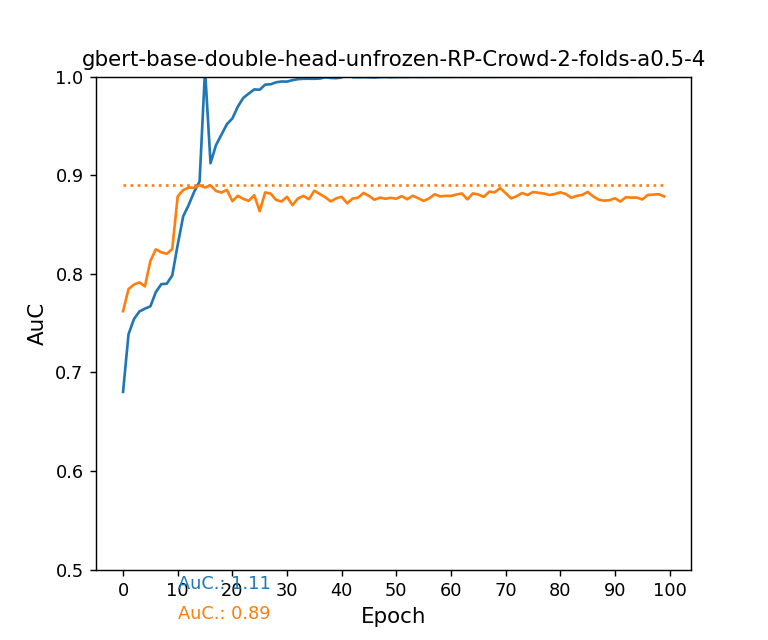 gbert-base-double-head-unfrozen-RP-Crowd-2-folds-a0.5-4
1.0
0.9
0.8
0.7
0.6
0.5
AuC
0 10 20 30 40 50 60 70 80 90 100
AuC.: 1.11
AuC.: 0.89
Epoch